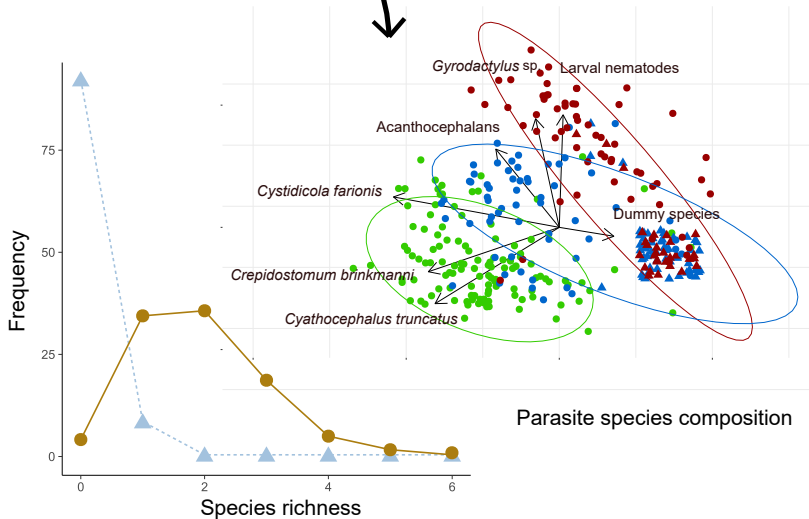 Gyrodactylus sp.
Larval nematodes
Acanthocephalans
Cystidicola farionis
Dummy species
Crepidostomum brinkmanni
Cyathocephalus truncatus
Parasite species composition
Frequency
75
50
25
0
0 2 4 6
Species richness